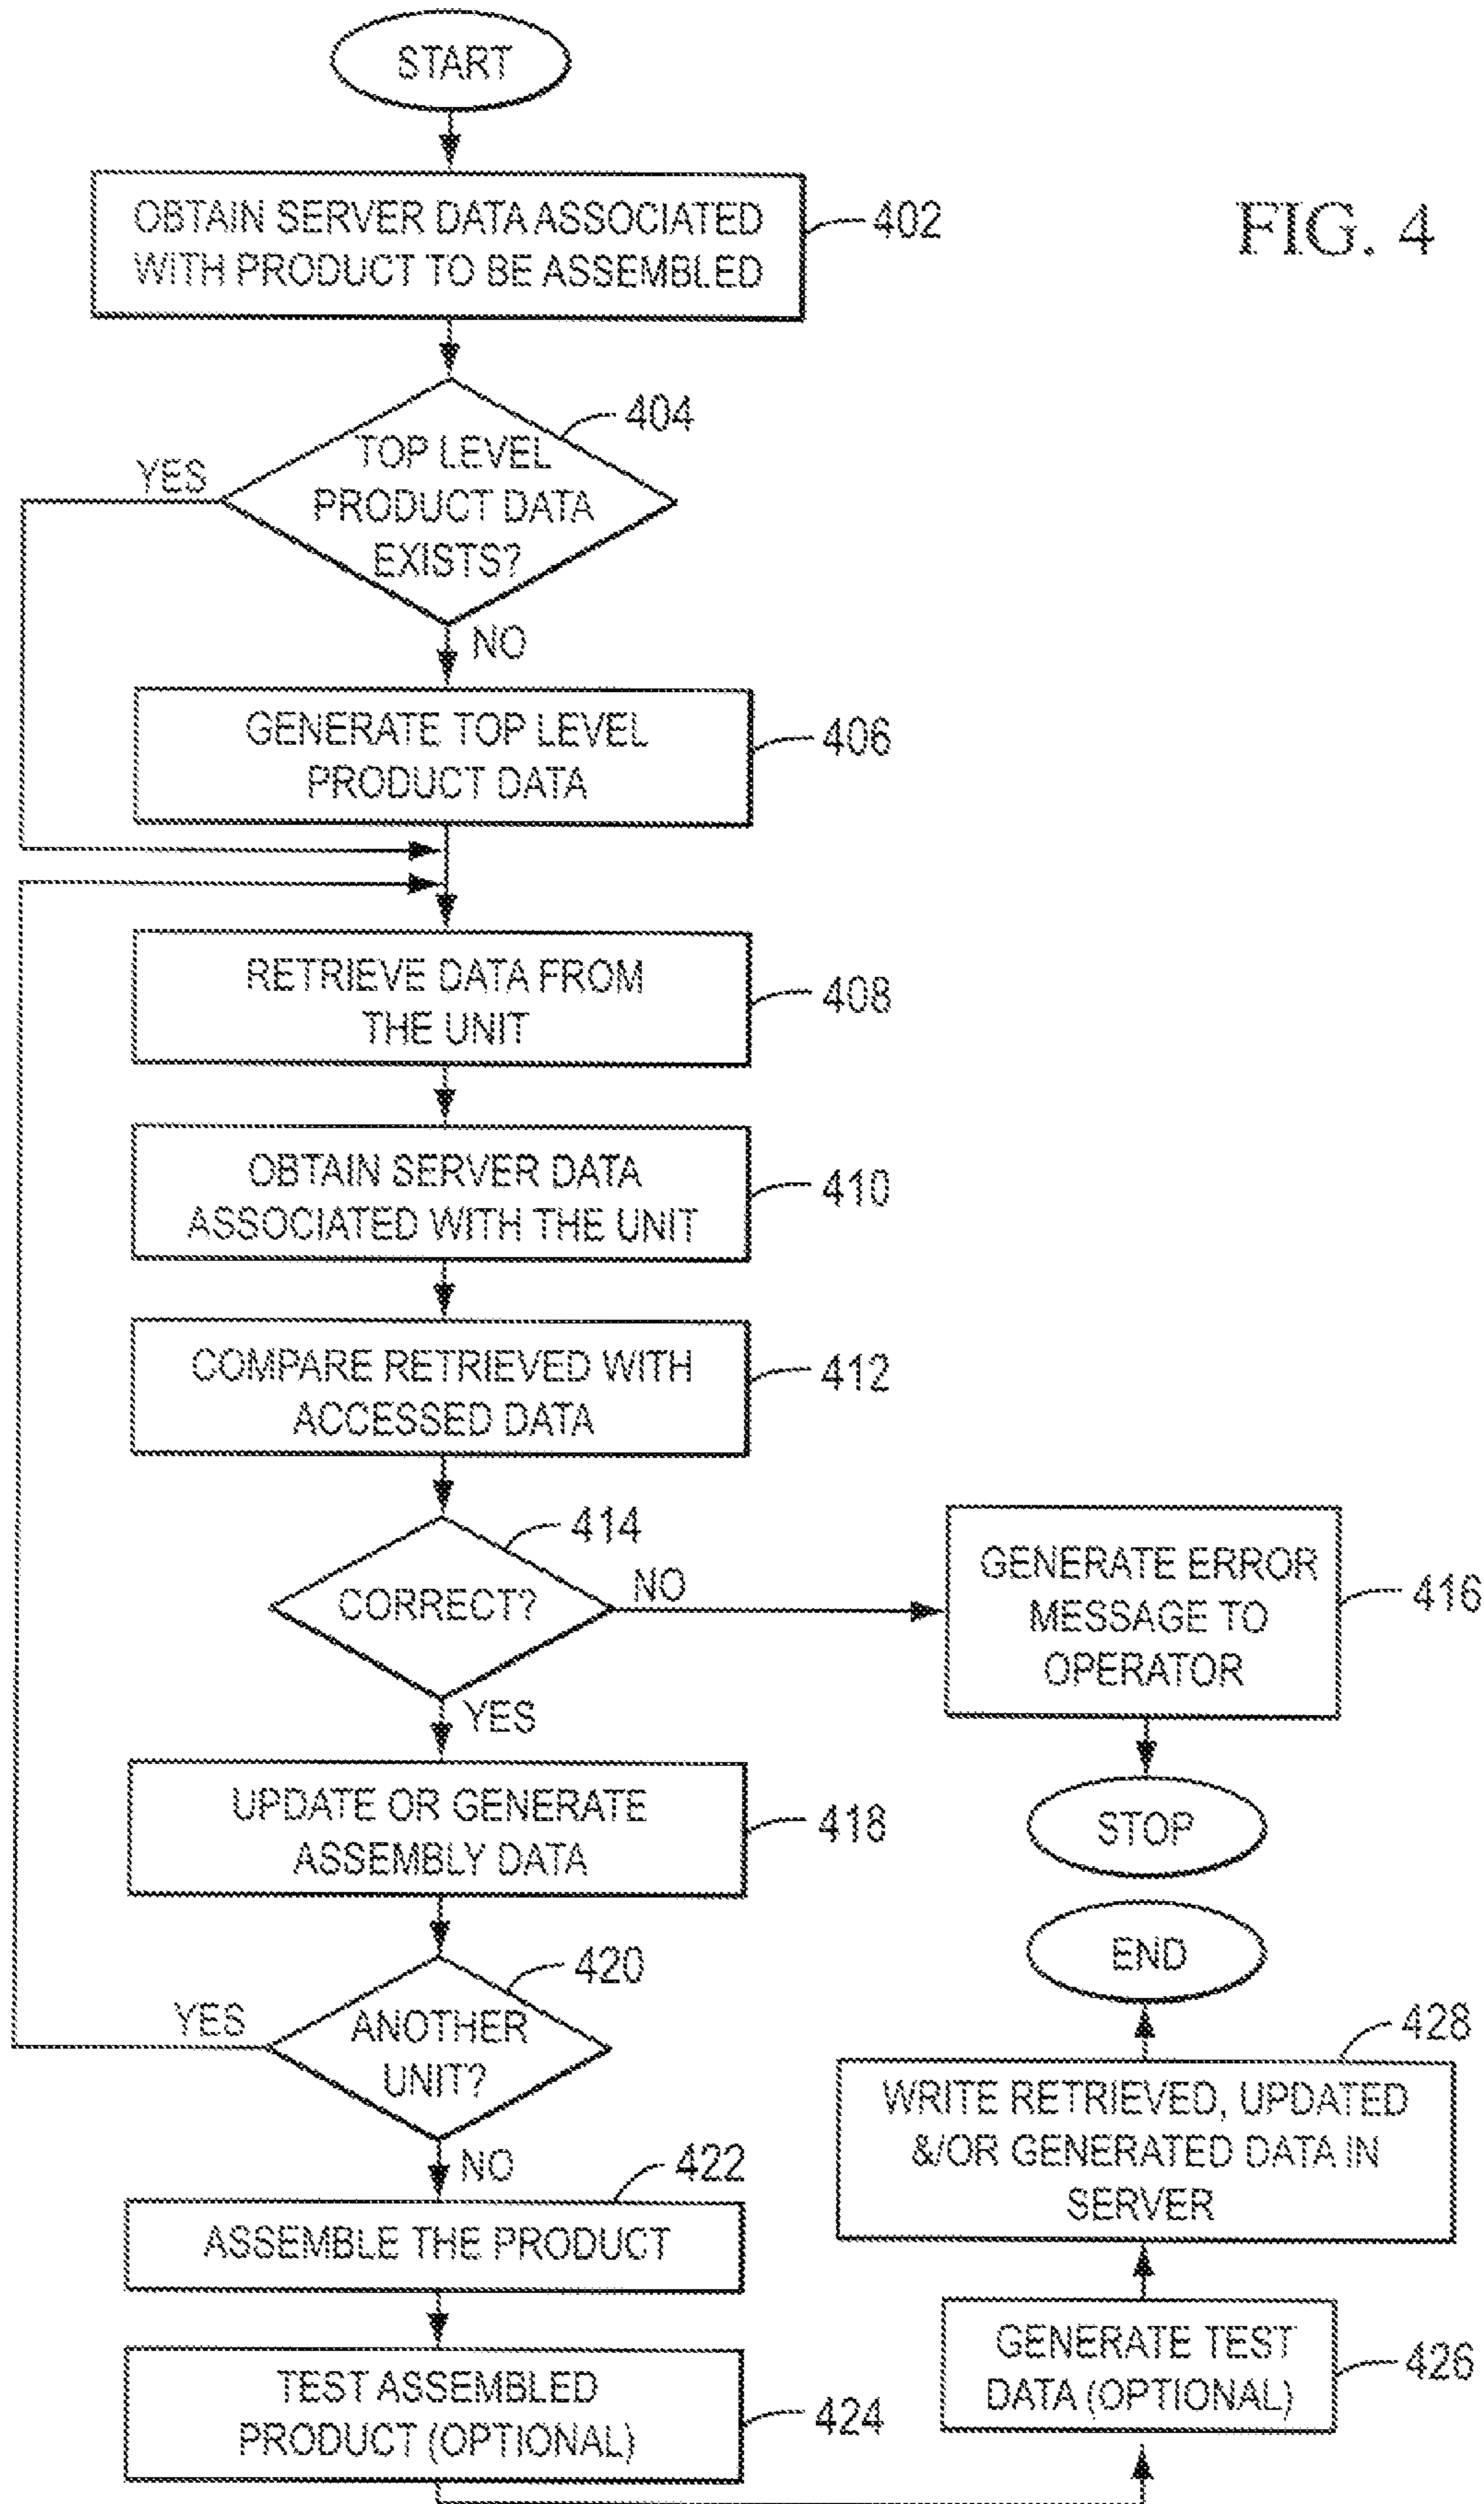 START
FIG. 4
OBTAIN SERVER DATA ASSOCIATED
WITH PRODUCT TO BE ASSEMBLED
402
404
TOP LEVEL
PRODUCT DATA
EXISTS?
YES
NO
GENERATE TOP LEVEL
PRODUCT DATA
406
RETRIEVE DATA FROM
THE UNIT
408
OBTAIN SERVER DATA
ASSOCIATED WITH THE UNIT
410
COMPARE RETRIEVED WITH
ACCESSED DATA
412
414
CORRECT?
NO
YES
GENERATE ERROR
MESSAGE TO
OPERATOR
416
STOP
UPDATE OR GENERATE
ASSEMBLY DATA
418
420
ANOTHER
UNIT?
YES
NO
422
ASSEMBLE THE PRODUCT
TEST ASSEMBLED
PRODUCT (OPTIONAL)
424
GENERATE TEST
DATA (OPTIONAL)
426
428
WRITE RETRIEVED, UPDATED
&/OR GENERATED DATA IN
SERVER
END